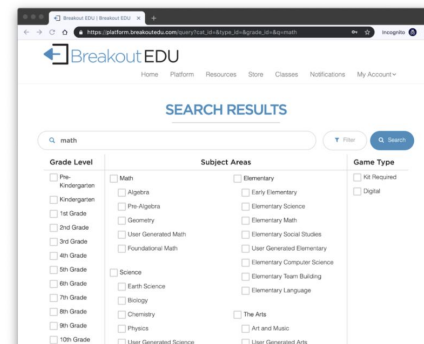 Breakout EDU | Breakout EDU
https://platform.breakoutedu.com/query?cat_id=&type_id=&grade_id=&q=math
Incognito
Breakout EDU
Home Platform Resources Store Classes Notifications My Account
SEARCH RESULTS
math Filter Search
Grade Level Subject Areas Game Type
Pre-Kindergarten
Kindergarten
1st Grade
2nd Grade
3rd Grade
4th Grade
5th Grade
6th Grade
7th Grade
8th Grade
9th Grade
10th Grade
Math
Algebra
Pre-Algebra
Geometry
User Generated Math
Foundational Math
Science
Earth Science
Biology
Chemistry
Physics
User Generated Science
Elementary
Early Elementary
Elementary Science
Elementary Math
Elementary Social Studies
User Generated Elementary
Elementary Computer Science
Elementary Team Building
Elementary Language
The Arts
Art and Music
User Generated Arts
Kit Required
Digital